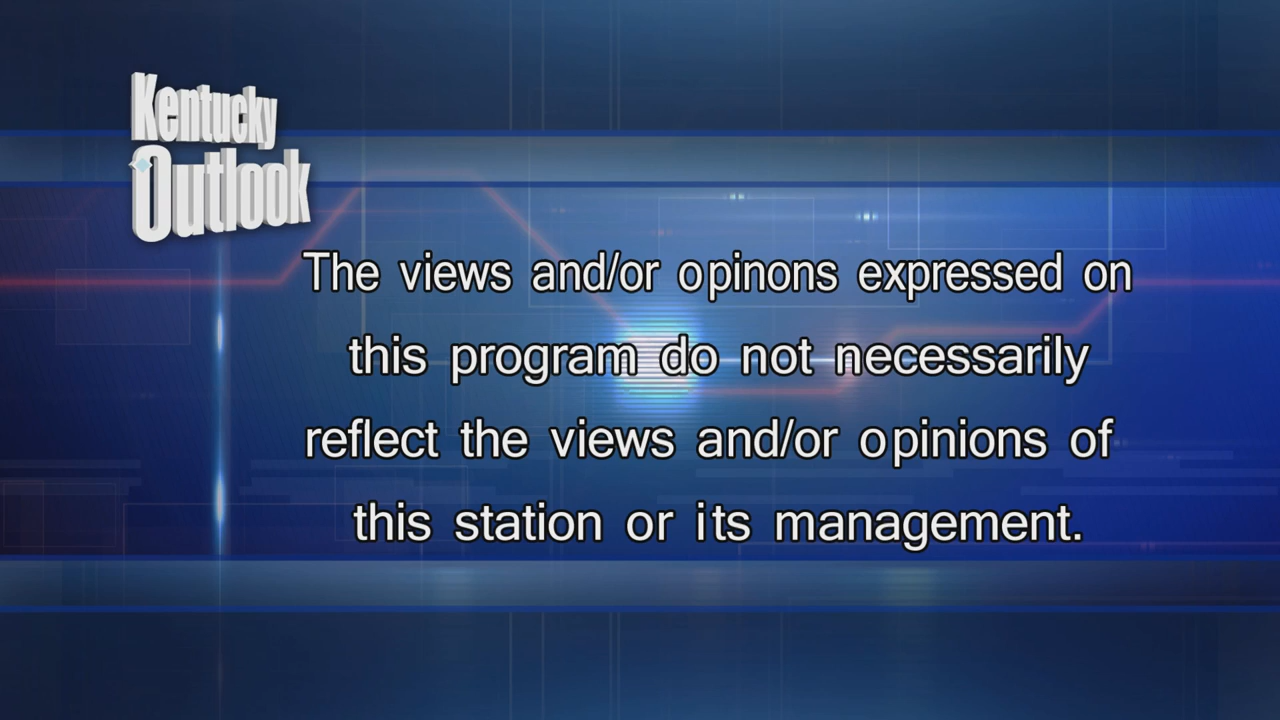 Kentucky
Outlook
The views and/or opinons expressed on
this program do not necessarily
reflect the views and/or opinions of
this station or its management.